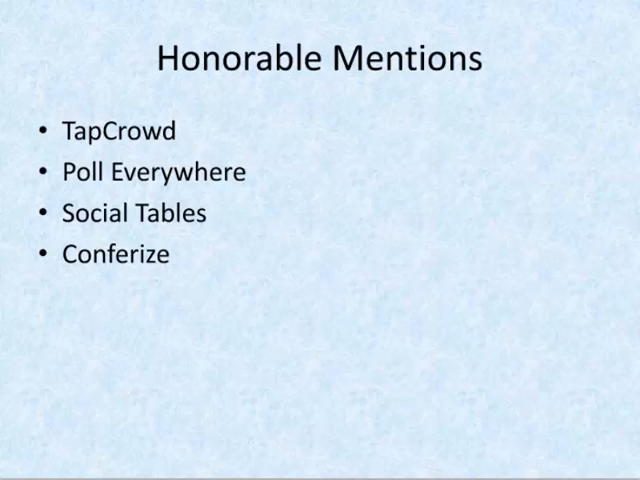 Honorable Mentions
• TapCrowd
• Poll Everywhere
• Social Tables
• Conferize